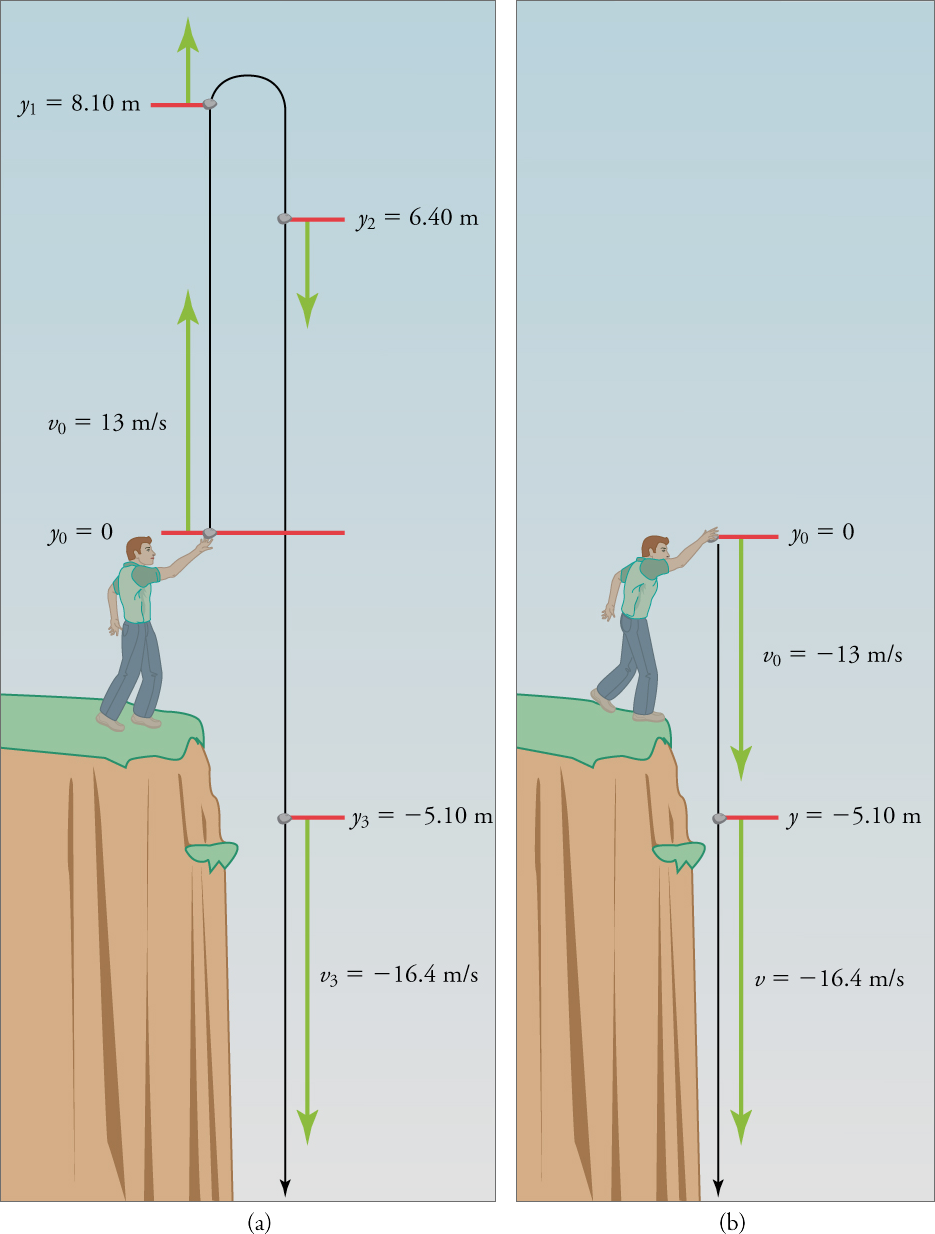 y₁ = 8.10 m
y₂ = 6.40 m
v₀ = 13 m/s
y₀ = 0
y₃ = −5.10 m
v₃ = −16.4 m/s
(a)
y₀ = 0
v₀ = −13 m/s
y = −5.10 m
v = −16.4 m/s
(b)